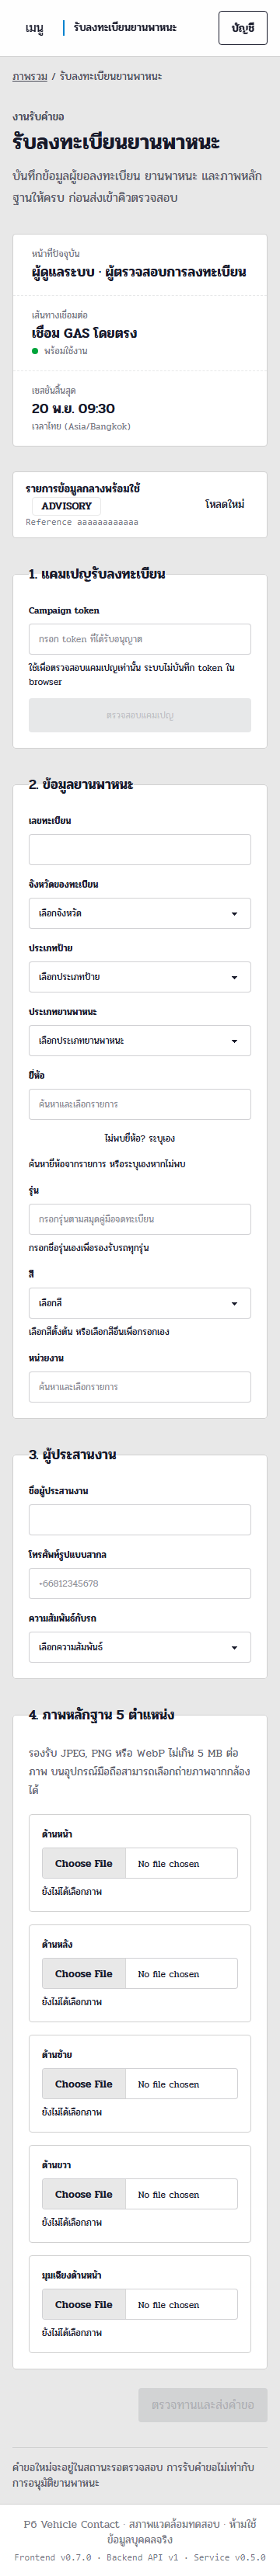 เมนู
รับลงทะเบียนยานพาหนะ
บัญชี
ภาพรวม / รับลงทะเบียนยานพาหนะ
งานรับคำขอ
รับลงทะเบียนยานพาหนะ
บันทึกข้อมูลผู้ขอลงทะเบียน ยานพาหนะ และภาพหลัก
ฐานให้ครบ ก่อนส่งเข้าคิวตรวจสอบ
หน้าที่ปัจจุบัน
ผู้ดูแลระบบ · ผู้ตรวจสอบการลงทะเบียน
เส้นทางเชื่อมต่อ
เชื่อม GAS โดยตรง
พร้อมใช้งาน
เซสชันสิ้นสุด
20 พ.ย. 09:30
เวลาไทย (Asia/Bangkok)
รายการข้อมูลกลางพร้อมใช้
ADVISORY
Reference aaaaaaaaaaaa
โหลดใหม่
1. แคมเปญรับลงทะเบียน
Campaign token
กรอก token ที่ได้รับอนุญาต
ใช้เพื่อตรวจสอบแคมเปญเท่านั้น ระบบไม่บันทึก token ใน
browser
ตรวจสอบแคมเปญ
2. ข้อมูลยานพาหนะ
เลขทะเบียน
จังหวัดของทะเบียน
เลือกจังหวัด
ประเภทป้าย
เลือกประเภทป้าย
ประเภทยานพาหนะ
เลือกประเภทยานพาหนะ
ยี่ห้อ
ค้นหาและเลือกรายการ
ไม่พบยี่ห้อ? ระบุเอง
ค้นหายี่ห้อจากรายการ หรือระบุเองหากไม่พบ
รุ่น
กรอกรุ่นตามสมุดคู่มือจดทะเบียน
กรอกชื่อรุ่นเองเพื่อรองรับรถทุกรุ่น
สี
เลือกสี
เลือกสีตั้งต้น หรือเลือกสีอื่นเพื่อกรอกเอง
หน่วยงาน
ค้นหาและเลือกรายการ
3. ผู้ประสานงาน
ชื่อผู้ประสานงาน
โทรศัพท์รูปแบบสากล
+66812345678
ความสัมพันธ์กับรถ
เลือกความสัมพันธ์
4. ภาพหลักฐาน 5 ตำแหน่ง
รองรับ JPEG, PNG หรือ WebP ไม่เกิน 5 MB ต่อ
ภาพ บนอุปกรณ์มือถือสามารถเลือกถ่ายภาพจากกล้อง
ได้
ด้านหน้า
Choose File No file chosen
ยังไม่ได้เลือกภาพ
ด้านหลัง
Choose File No file chosen
ยังไม่ได้เลือกภาพ
ด้านซ้าย
Choose File No file chosen
ยังไม่ได้เลือกภาพ
ด้านขวา
Choose File No file chosen
ยังไม่ได้เลือกภาพ
มุมเฉียงด้านหน้า
Choose File No file chosen
ยังไม่ได้เลือกภาพ
ตรวจทานและส่งคำขอ
คำขอใหม่จะอยู่ในสถานะรอตรวจสอบ การรับคำขอไม่เท่ากับ
การอนุมัติยานพาหนะ
P6 Vehicle Contact · สภาพแวดล้อมทดสอบ · ห้ามใช้
ข้อมูลบุคคลจริง
Frontend v0.7.0 · Backend API v1 · Service v0.5.0